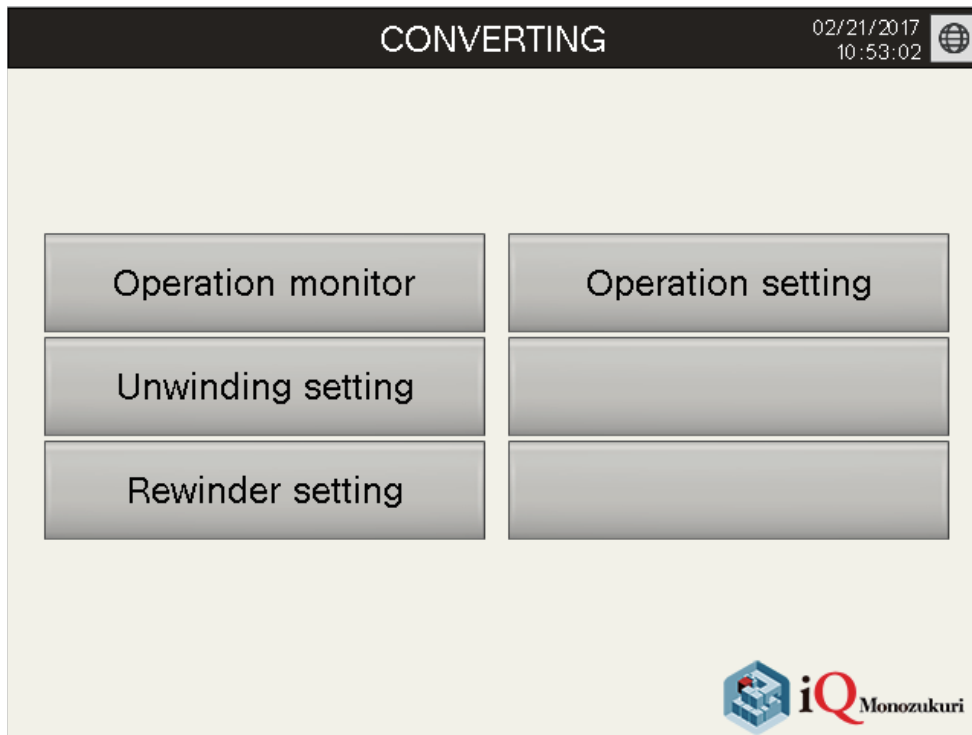 CONVERTING
02/21/2017
10:53:02
Operation monitor
Operation setting
Unwinding setting
Rewinder setting
iQ Monozukuri